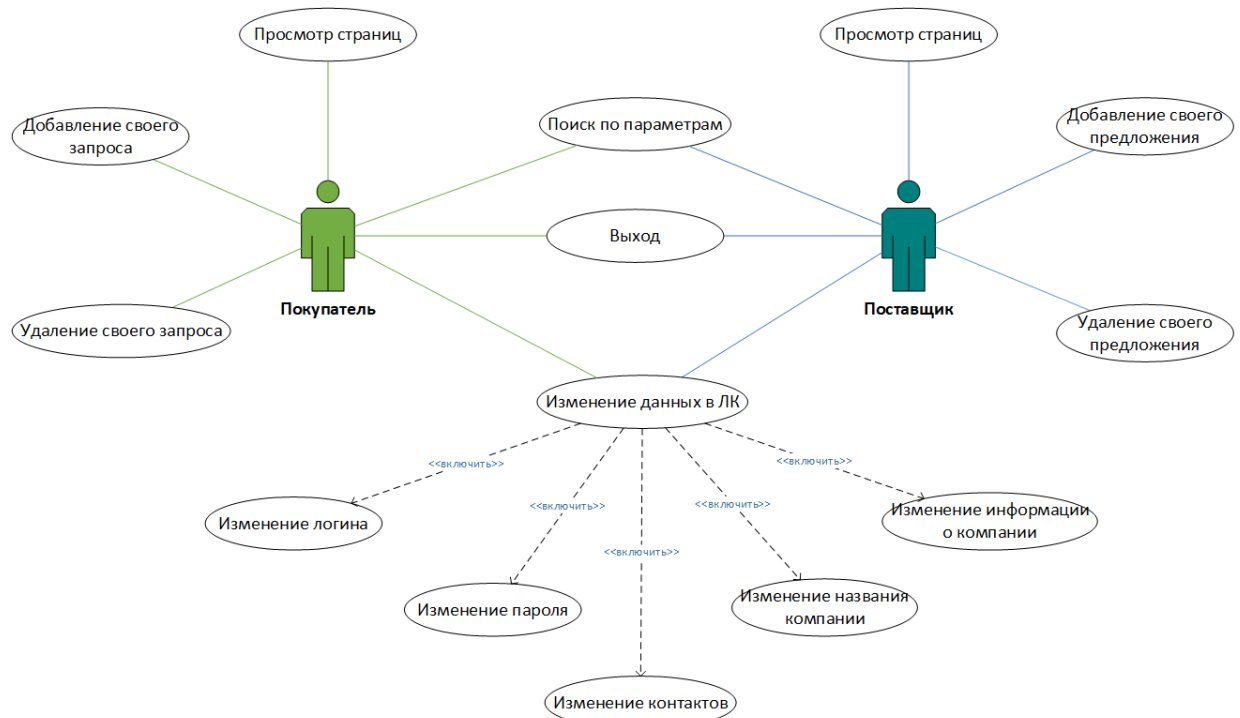 Просмотр страниц
Просмотр страниц
Добавление своего
запроса
Поиск по параметрам
Добавление своего
предложения
Выход
Покупатель
Поставщик
Удаление своего запроса
Удаление своего
предложения
Изменение данных в ЛК
<<включить>>
<<включить>>
<<включить>>
<<включить>>
<<включить>>
Изменение логина
Изменение информации
о компании
Изменение пароля
Изменение названия
компании
Изменение контактов